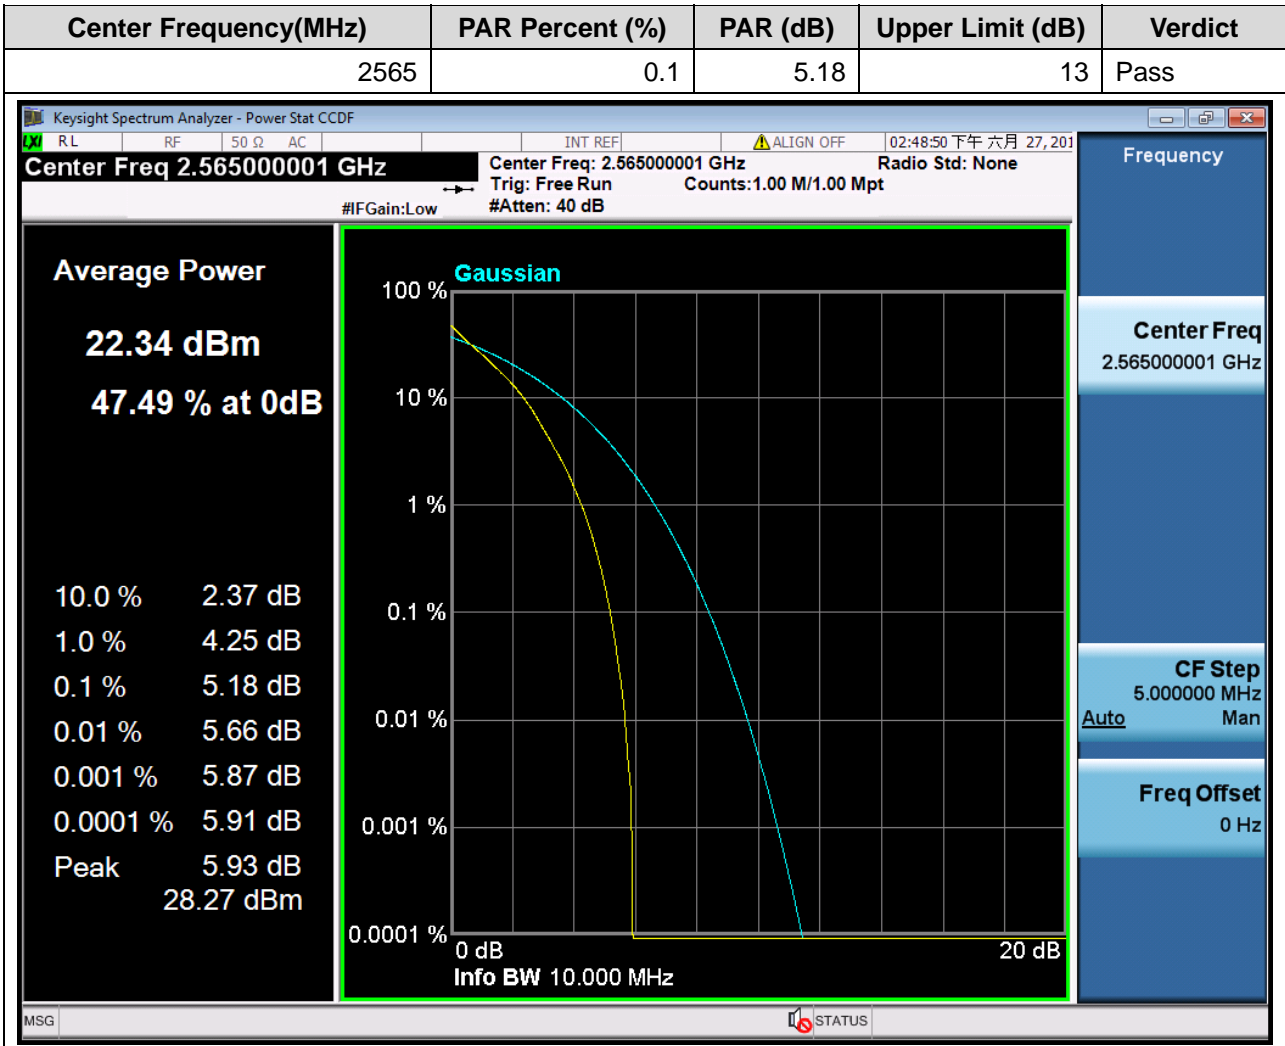 Center Frequency(MHz) PAR Percent (%) PAR (dB) Upper Limit (dB) Verdict
2565 0.1 5.18 13 Pass
Keysight Spectrum Analyzer - Power Stat CCDF
LXI RL RF 50 Ω AC INT REF ALIGN OFF 02:48:50 下午 六月 27, 201
Center Freq 2.565000001 GHz
Center Freq: 2.565000001 GHz Radio Std: None
Trig: Free Run Counts:1.00 M/1.00 Mpt
#IFGain:Low #Atten: 40 dB
Average Power
22.34 dBm
47.49 % at 0dB
10.0 % 2.37 dB
1.0 % 4.25 dB
0.1 % 5.18 dB
0.01 % 5.66 dB
0.001 % 5.87 dB
0.0001 % 5.91 dB
Peak 5.93 dB
28.27 dBm
Gaussian
100 %
10 %
1 %
0.1 %
0.01 %
0.001 %
0.0001 %
0 dB 20 dB
Info BW 10.000 MHz
Frequency
Center Freq
2.565000001 GHz
CF Step
5.000000 MHz
Auto Man
Freq Offset
0 Hz
MSG STATUS